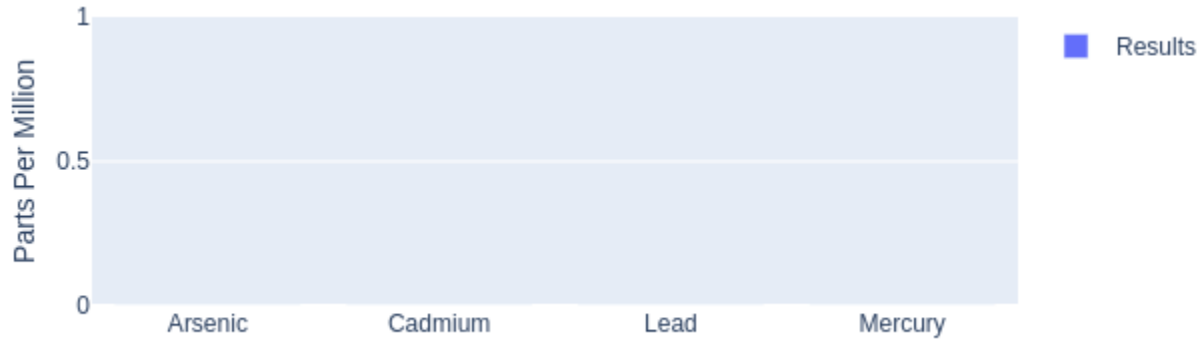 Parts Per Million
1
0.5
0
Arsenic Cadmium Lead Mercury
Results